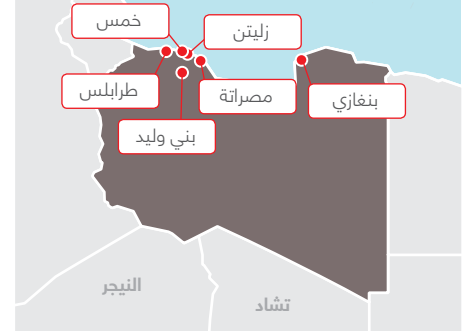 خمس
زليتن
طرابلس
مصراتة
بنغازي
بني وليد
النيجر
تشاد